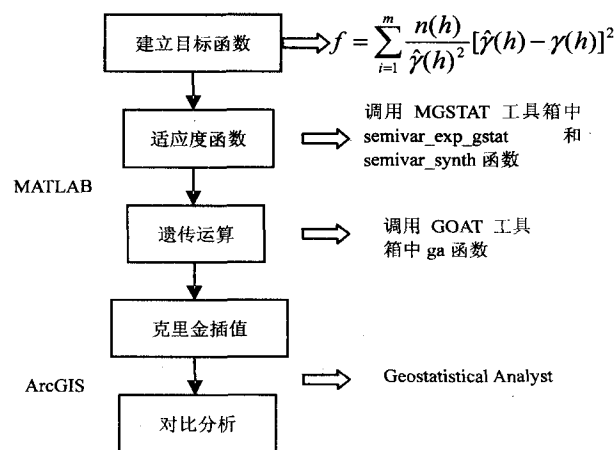 建立目标函数
f = \sum_{i=1}^{m} \frac{n(h)}{\hat{\gamma}(h)^2} [\hat{\gamma}(h) - \gamma(h)]^2
适应度函数
调用 MGSTAT 工具箱中
semivar_exp_gstat 和
semivar_synth 函数
MATLAB
遗传运算
调用 GOAT 工具
箱中 ga 函数
克里金插值
ArcGIS
Geostatistical Analyst
对比分析